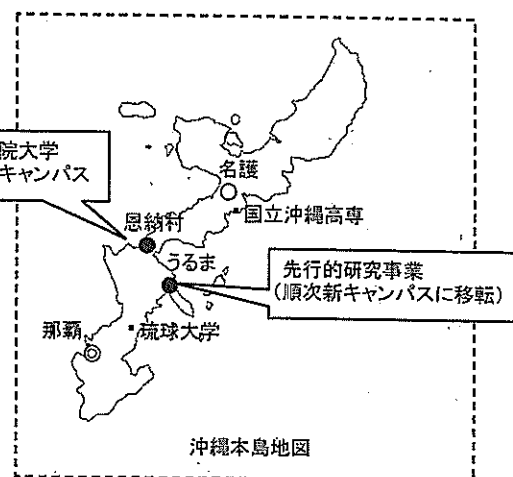 院大学
キャンパス
名護
国立沖縄高専
恩納村
うるま
先行的研究事業
(順次新キャンパスに移転)
那覇
琉球大学
沖縄本島地図